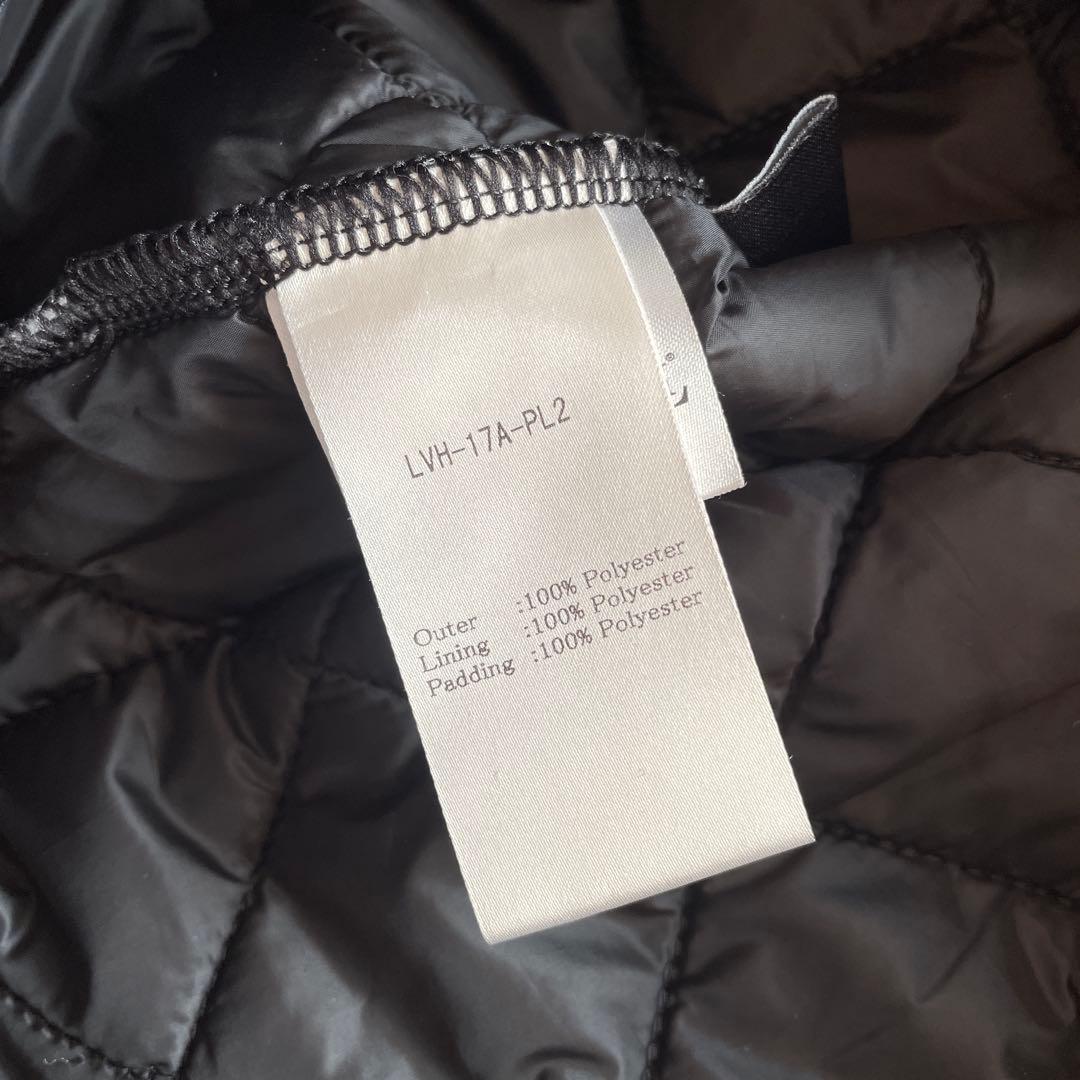 LVH-17A-PL2
Outer :100% Polyester
Lining :100% Polyester
Padding :100% Polyester